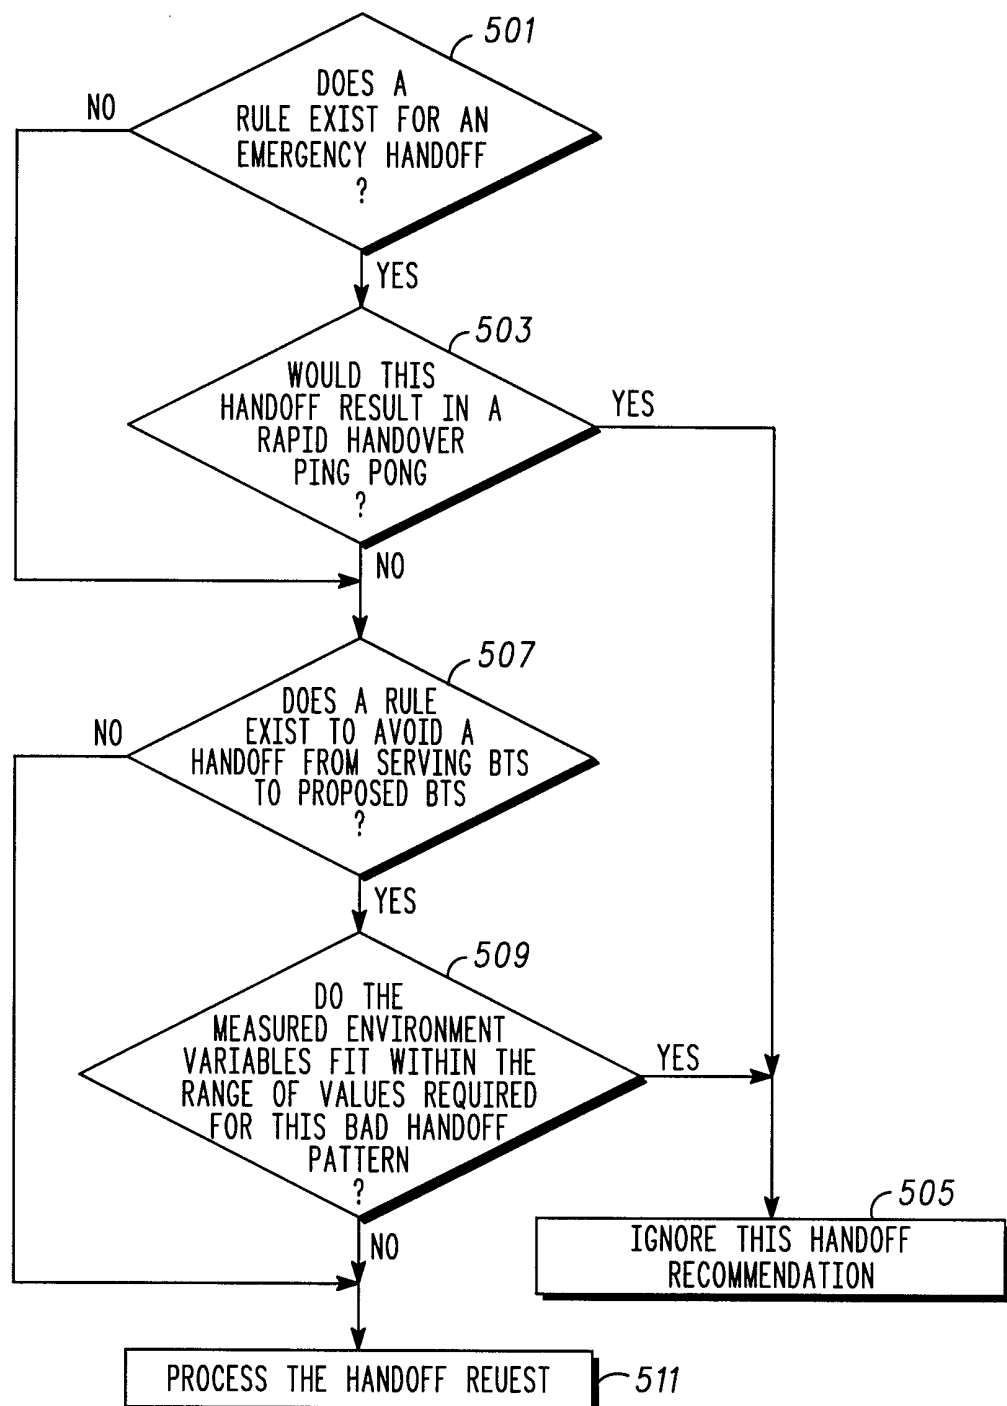 501
DOES A
RULE EXIST FOR AN
EMERGENCY HANDOFF
?
NO
YES
503
WOULD THIS
HANDOFF RESULT IN A
RAPID HANDOVER
PING PONG
?
YES
NO
507
DOES A RULE
EXIST TO AVOID A
HANDOFF FROM SERVING BTS
TO PROPOSED BTS
?
NO
YES
509
DO THE
MEASURED ENVIRONMENT
VARIABLES FIT WITHIN THE
RANGE OF VALUES REQUIRED
FOR THIS BAD HANDOFF
PATTERN
?
YES
NO
505
IGNORE THIS HANDOFF
RECOMMENDATION
PROCESS THE HANDOFF REUEST
511